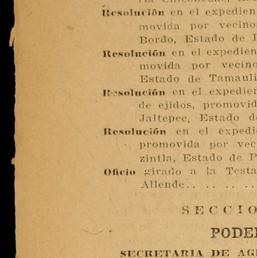 Resolución en el expedien
movida por vecino
Bordo, Estado de
Resolución en el expedien
movida por vecino
Estado de Tamauli
Resolución en el expedien
de ejidos, promovid
Jaltepec, Estado d
Resolución en el expedi
promovida por vec
zintla, Estado de P
Oficio girado a la Testa
Allende.. .. .. ..
SECCIO
PODE
SECRETARIA DE AG